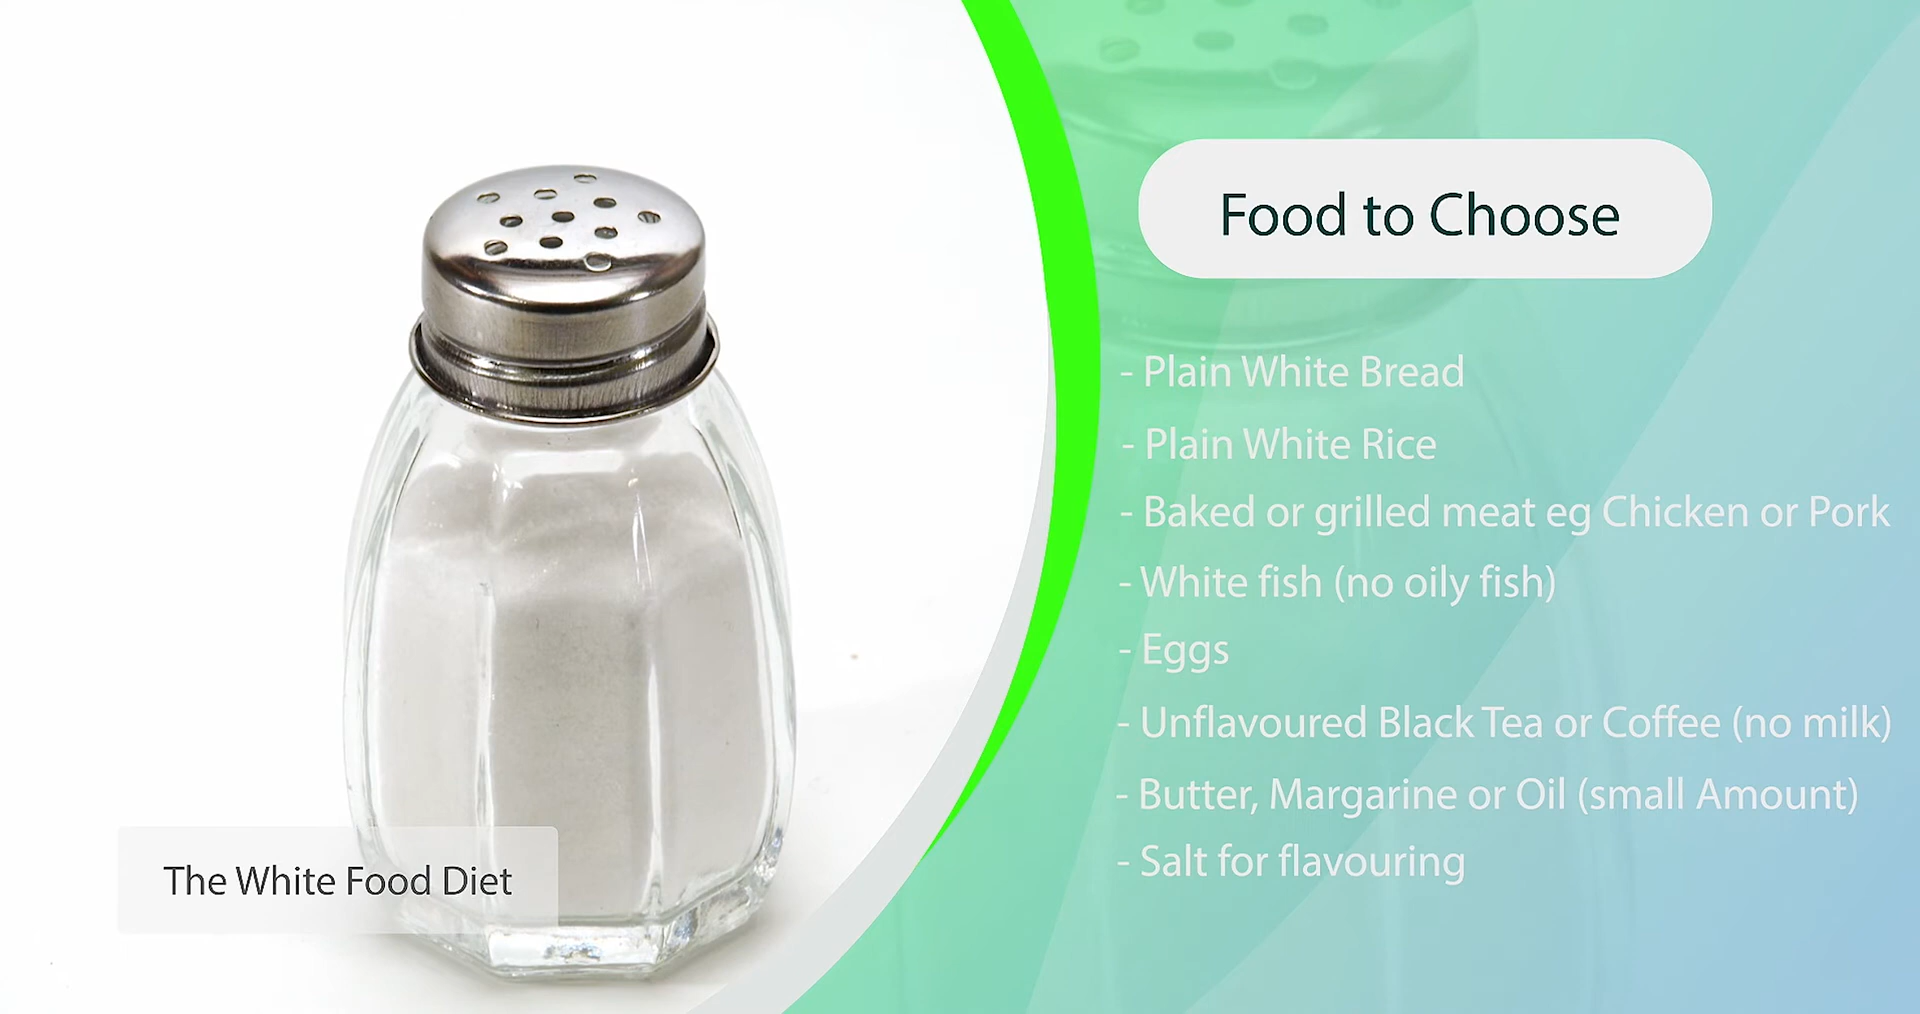 Food to Choose
- Plain White Bread
- Plain White Rice
- Baked or grilled meat eg Chicken or Pork
- White fish (no oily fish)
- Eggs
- Unflavoured Black Tea or Coffee (no milk)
- Butter, Margarine or Oil (small Amount)
- Salt for flavouring
The White Food Diet